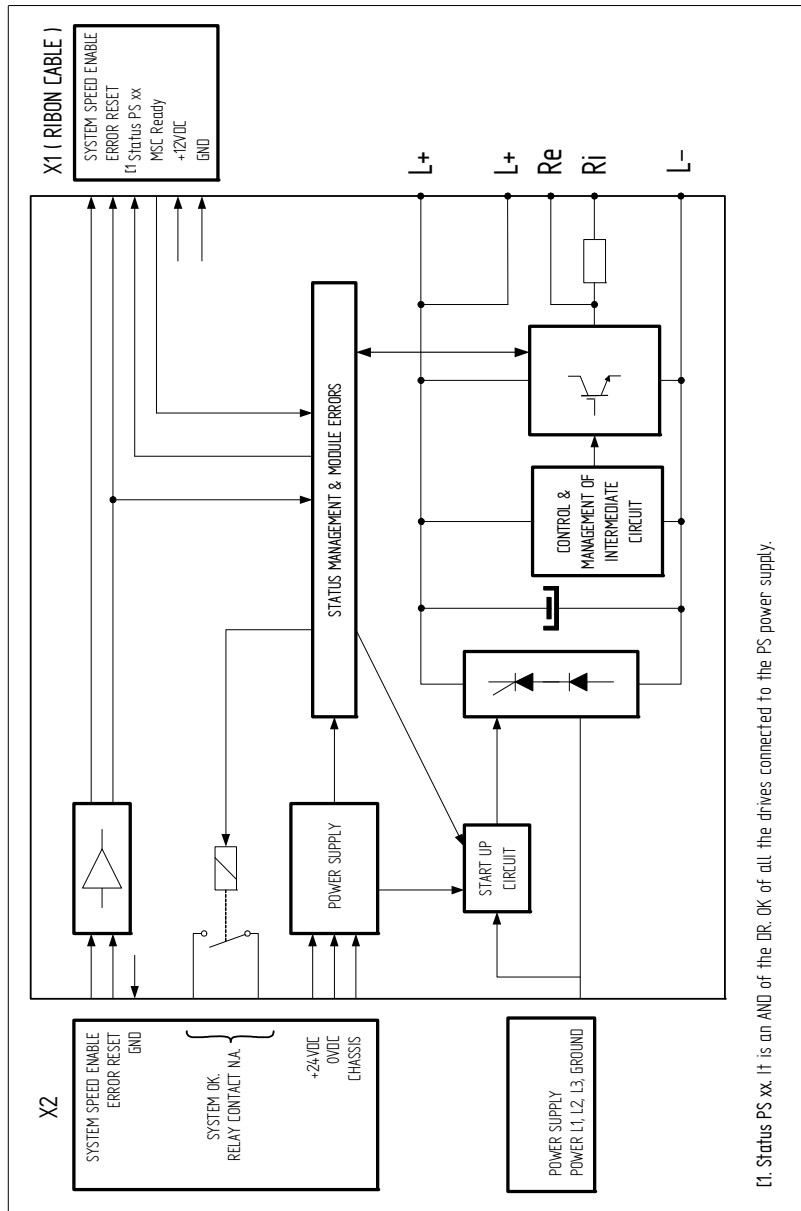 X2
SYSTEM SPEED ENABLE
ERROR RESET
GND
SYSTEM OK.
RELAY CONTACT N.A.
+24VDC
0VDC
CHASSIS
POWER SUPPLY
POWER L1, L2, L3, GROUND
POWER SUPPLY
START UP
CIRCUIT
STATUS MANAGEMENT & MODULE ERRORS
CONTROL &
MANAGEMENT OF
INTERMEDIATE
CIRCUIT
X1 ( RIBON CABLE )
SYSTEM SPEED ENABLE
ERROR RESET
[1 Status PS xx
MSC Ready
+12VDC
GND
L+
L+
Re
Ri
L-
[1. Status PS xx. It is an AND of the DR. OK of all the drives connected to the PS power supply.